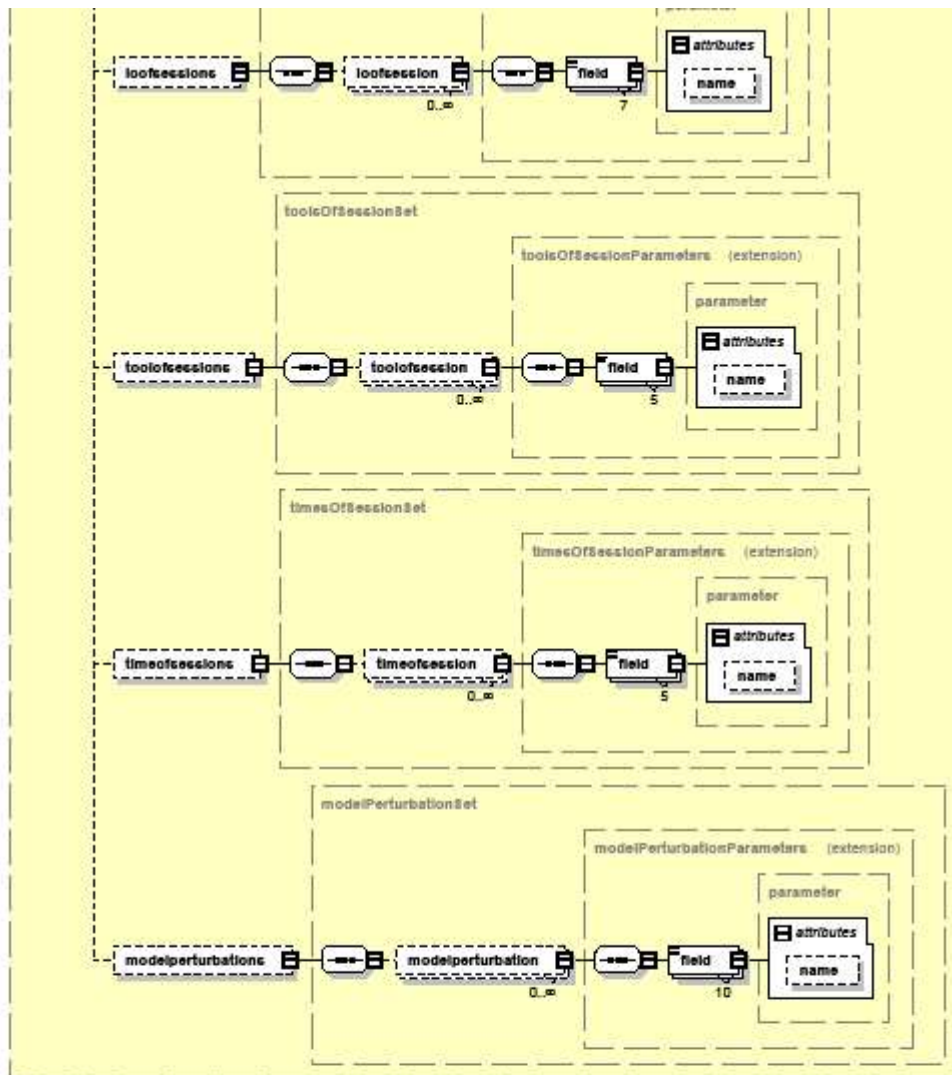 parameter
attributes
loofsessions
loofsession
field
name
0..∞
7
toolsOfSessionSet
toolsOfSessionParameters (extension)
parameter
attributes
toolofsessions
toolofsession
field
name
0..∞
5
timesOfSessionSet
timesOfSessionParameters (extension)
parameter
attributes
timeofsessions
timeofsession
field
name
0..∞
5
modelPerturbationSet
modelPerturbationParameters (extension)
parameter
attributes
modelperturbations
modelperturbation
field
name
0..∞
10